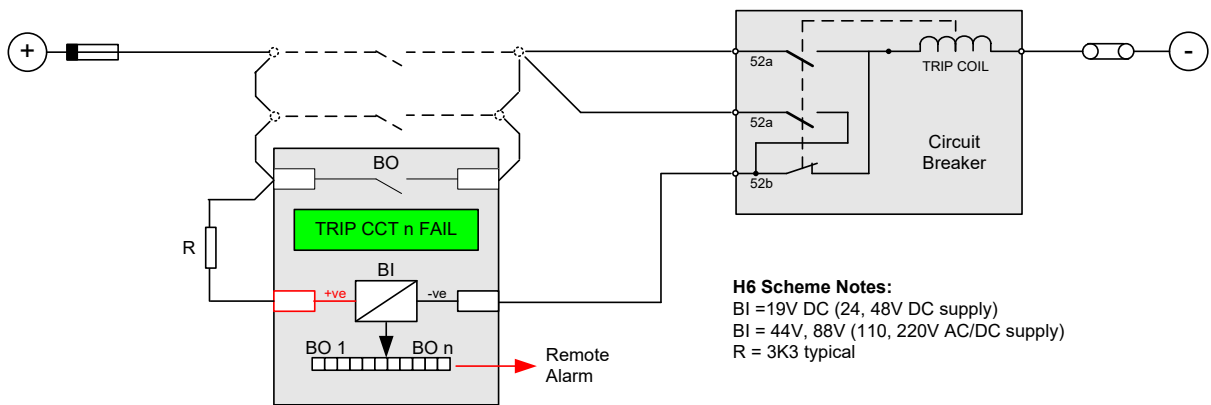 +
-
52a
TRIP COIL
52a
Circuit
Breaker
52b
BO
TRIP CCT n FAIL
R
BI
+ve
-ve
BO 1
BO n
Remote
Alarm
H6 Scheme Notes:
BI =19V DC (24, 48V DC supply)
BI = 44V, 88V (110, 220V AC/DC supply)
R = 3K3 typical